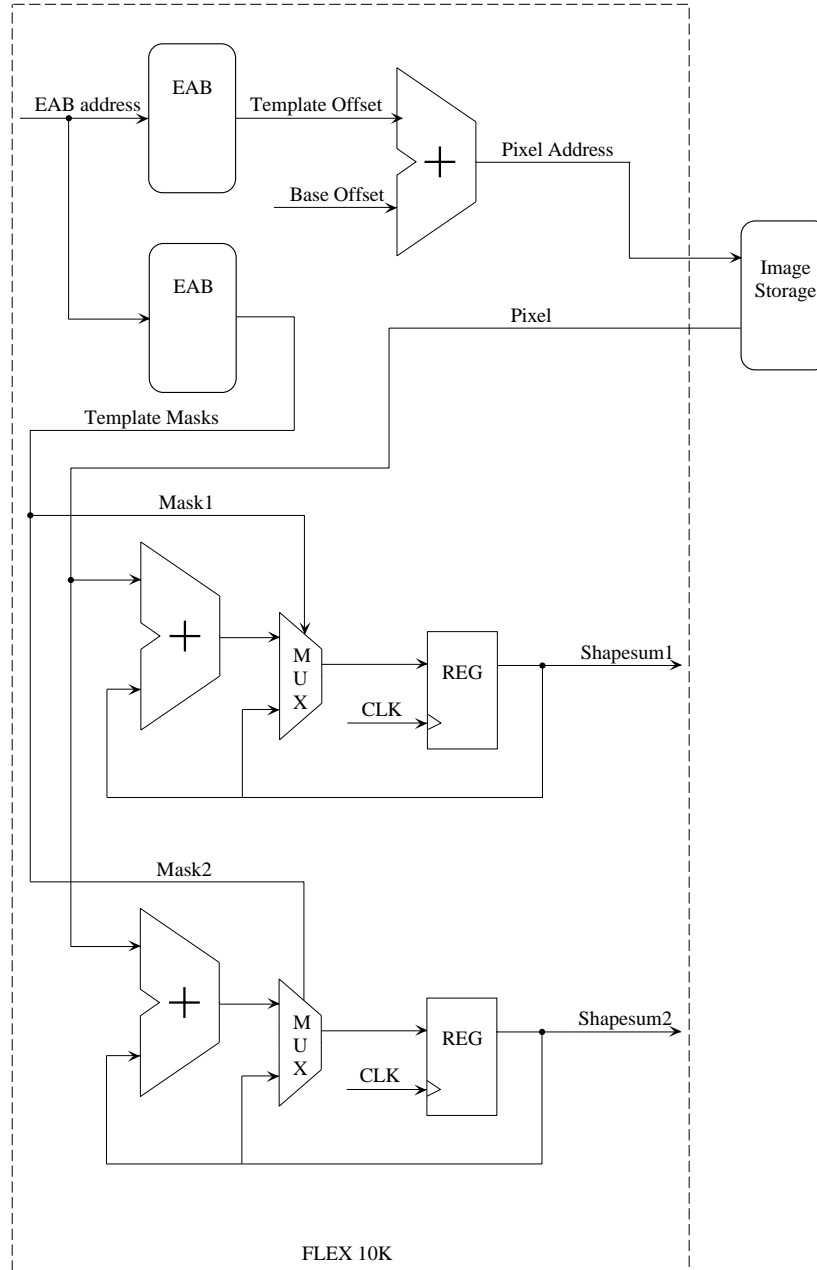 EAB
EAB address
Template Offset
+
Pixel Address
Base Offset
EAB
Image
Storage
Pixel
Template Masks
Mask1
+
M
U
X
REG
CLK
Shapesum1
Mask2
+
M
U
X
REG
CLK
Shapesum2
FLEX 10K